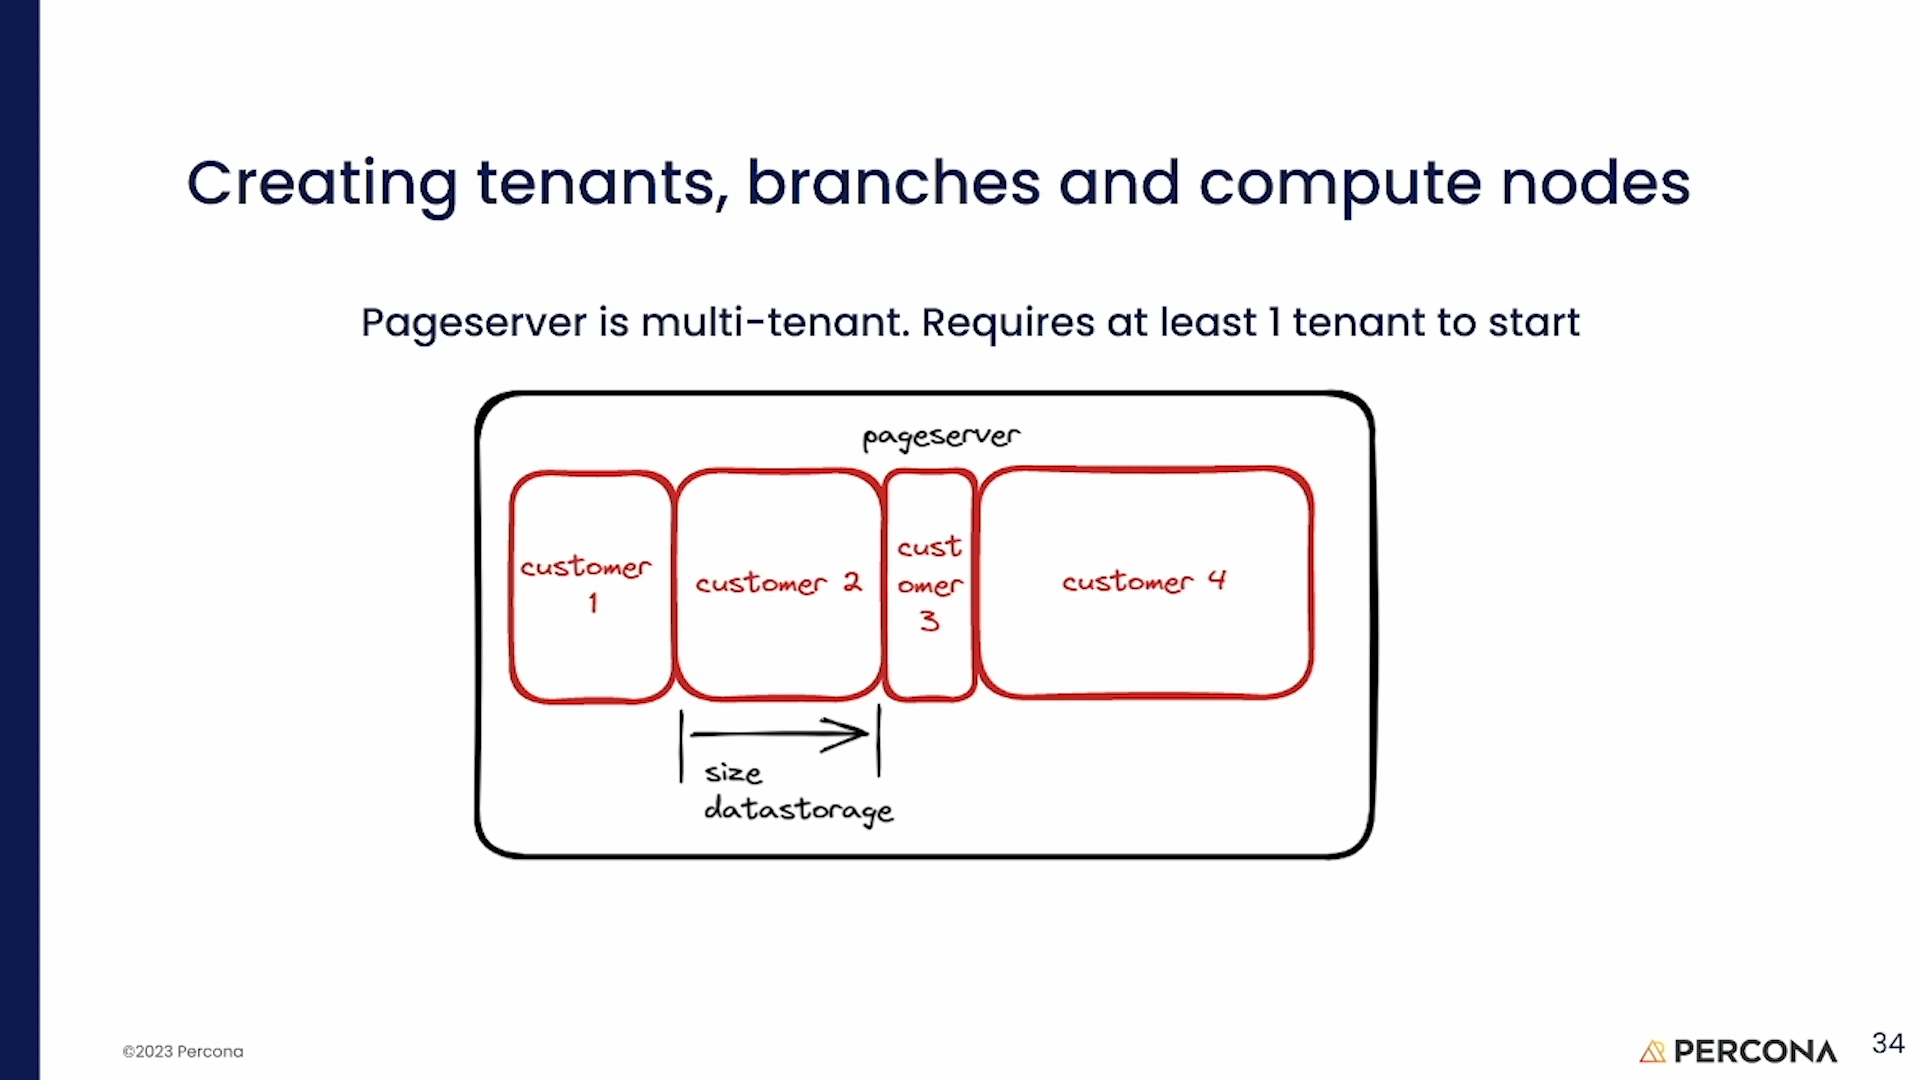 Creating tenants, branches and compute nodes
Pageserver is multi-tenant. Requires at least 1 tenant to start
pageserver
customer
1
customer 2
cust
omer
3
customer 4
size
datastorage
©2023 Percona
PERCONA
34